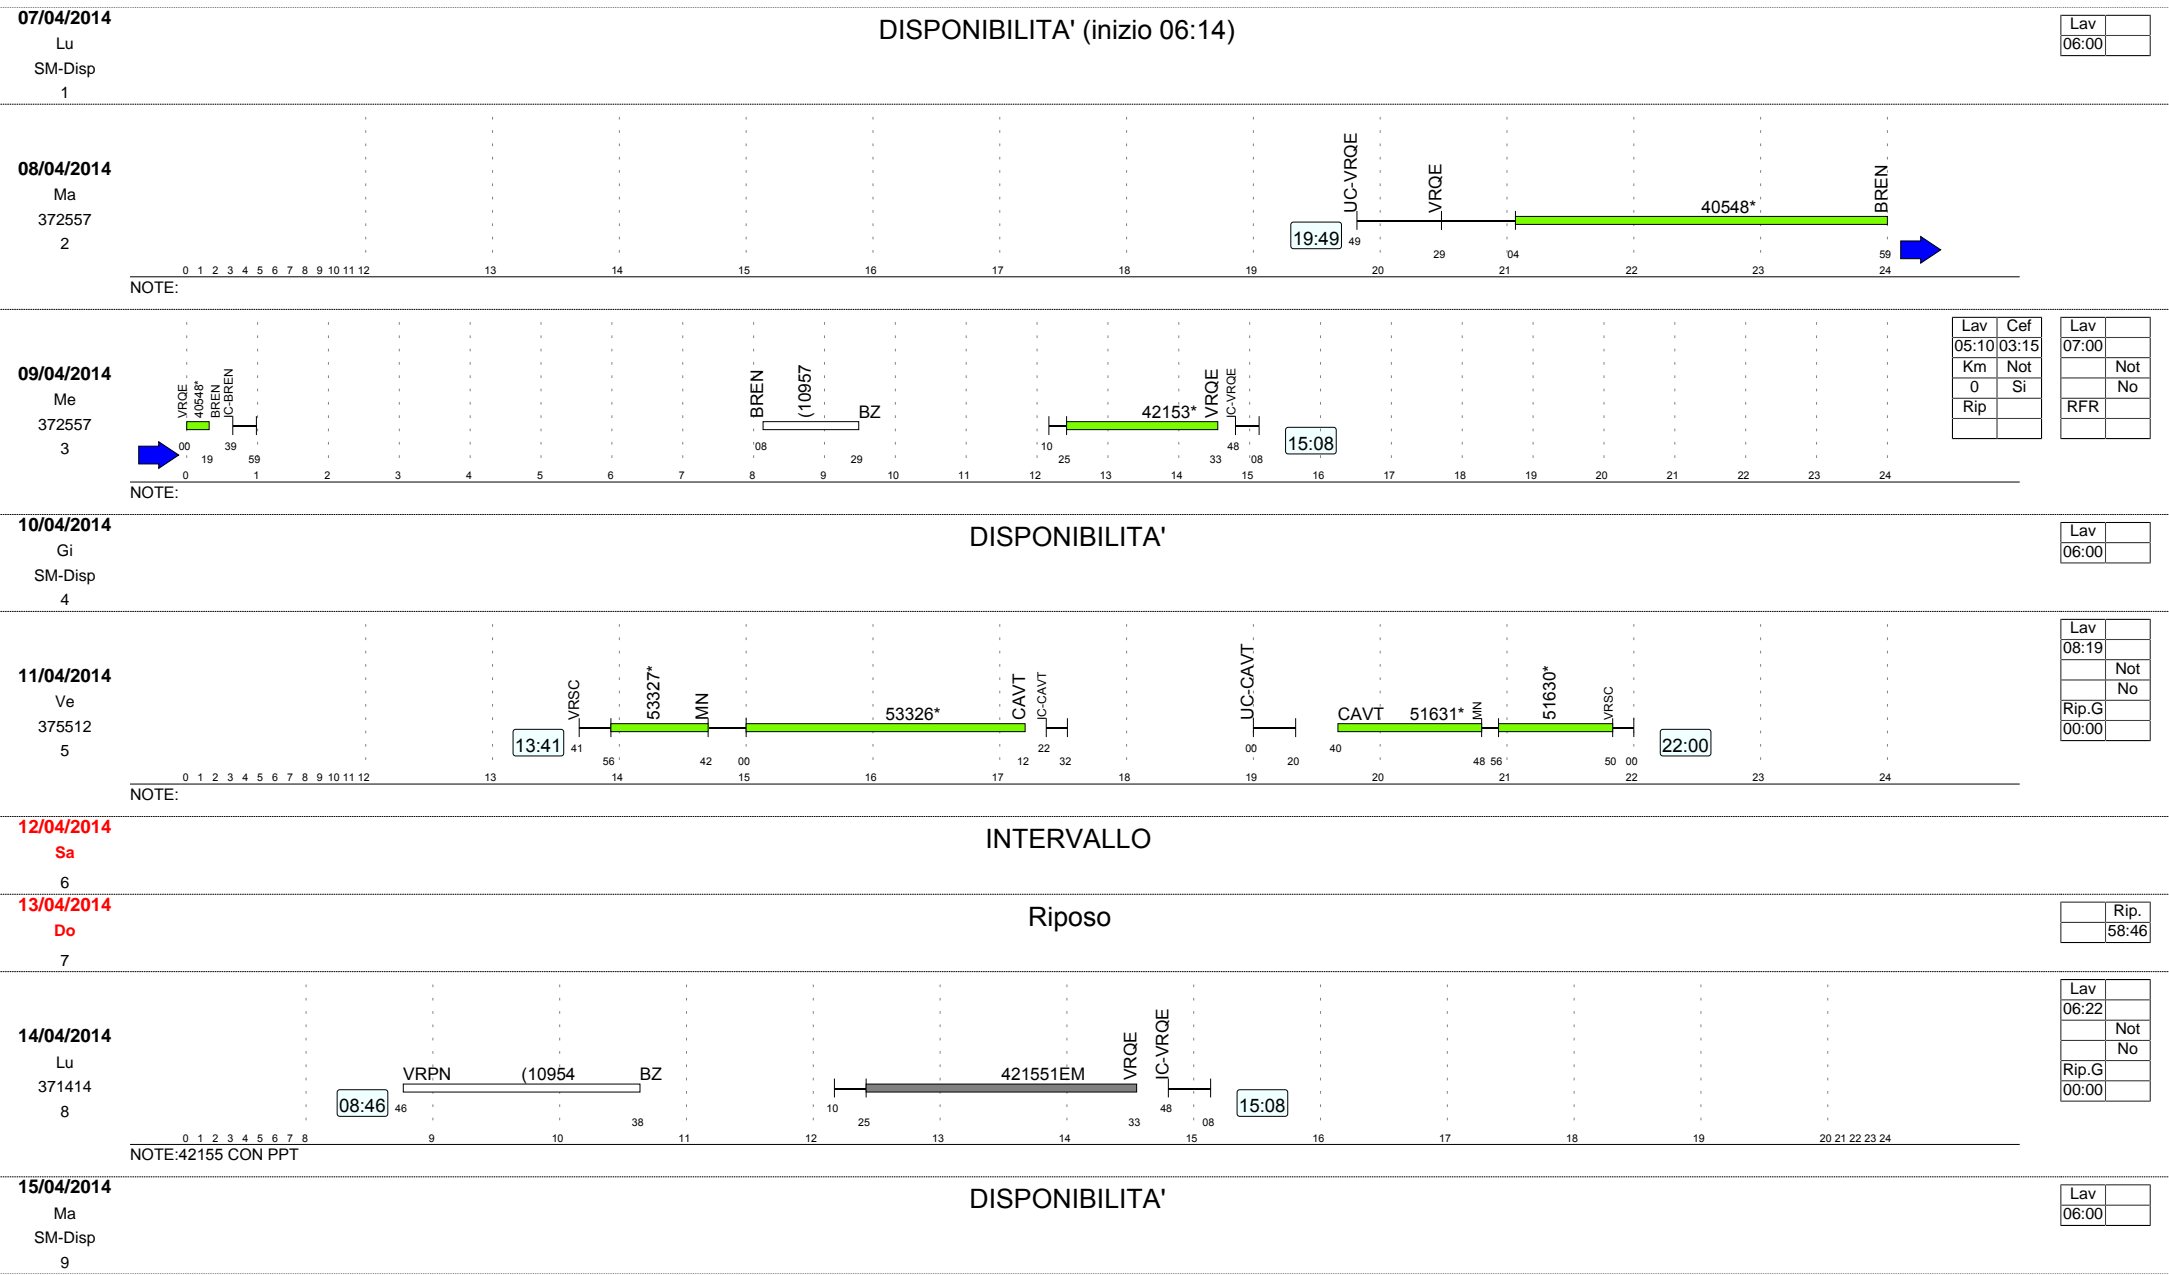 07/04/2014
Lu
SM-Disp
1
DISPONIBILITA' (inizio 06:14)
Lav
06:00
08/04/2014
Ma
372557
2
UC-VRQE
VRQE
40548*
BREN
19:49
49
29
04
59
0 1 2 3 4 5 6 7 8 9 10 11 12 13 14 15 16 17 18 19 20 21 22 23 24
NOTE:
09/04/2014
Me
372557
3
VRQE
40548*
BREN
IC-BREN
BREN
(10957
BZ
42153*
VRQE
IC-VRQE
00
19
39
59
08
29
10
25
33
48
08
15:08
0 1 2 3 4 5 6 7 8 9 10 11 12 13 14 15 16 17 18 19 20 21 22 23 24
NOTE:
Lav Cef
05:10 03:15
Km Not
0 Si
Rip
Lav
07:00
Not
No
RFR
10/04/2014
Gi
SM-Disp
4
DISPONIBILITA'
Lav
06:00
11/04/2014
Ve
375512
5
VRSC
53327*
MN
53326*
CAVT
IC-CAVT
UC-CAVT
CAVT
51631*
MN
51630*
VRSC
13:41
41
56
42
00
12
22
32
00
20
40
48
56
50
00
22:00
0 1 2 3 4 5 6 7 8 9 10 11 12 13 14 15 16 17 18 19 20 21 22 23 24
NOTE:
Lav
08:19
Not
No
Rip.G
00:00
12/04/2014
Sa
6
INTERVALLO
13/04/2014
Do
7
Riposo
Rip.
58:46
14/04/2014
Lu
371414
8
VRPN
(10954
BZ
421551EM
VRQE
IC-VRQE
08:46
46
38
10
25
33
48
08
15:08
0 1 2 3 4 5 6 7 8 9 10 11 12 13 14 15 16 17 18 19 20 21 22 23 24
NOTE:42155 CON PPT
Lav
06:22
Not
No
Rip.G
00:00
15/04/2014
Ma
SM-Disp
9
DISPONIBILITA'
Lav
06:00